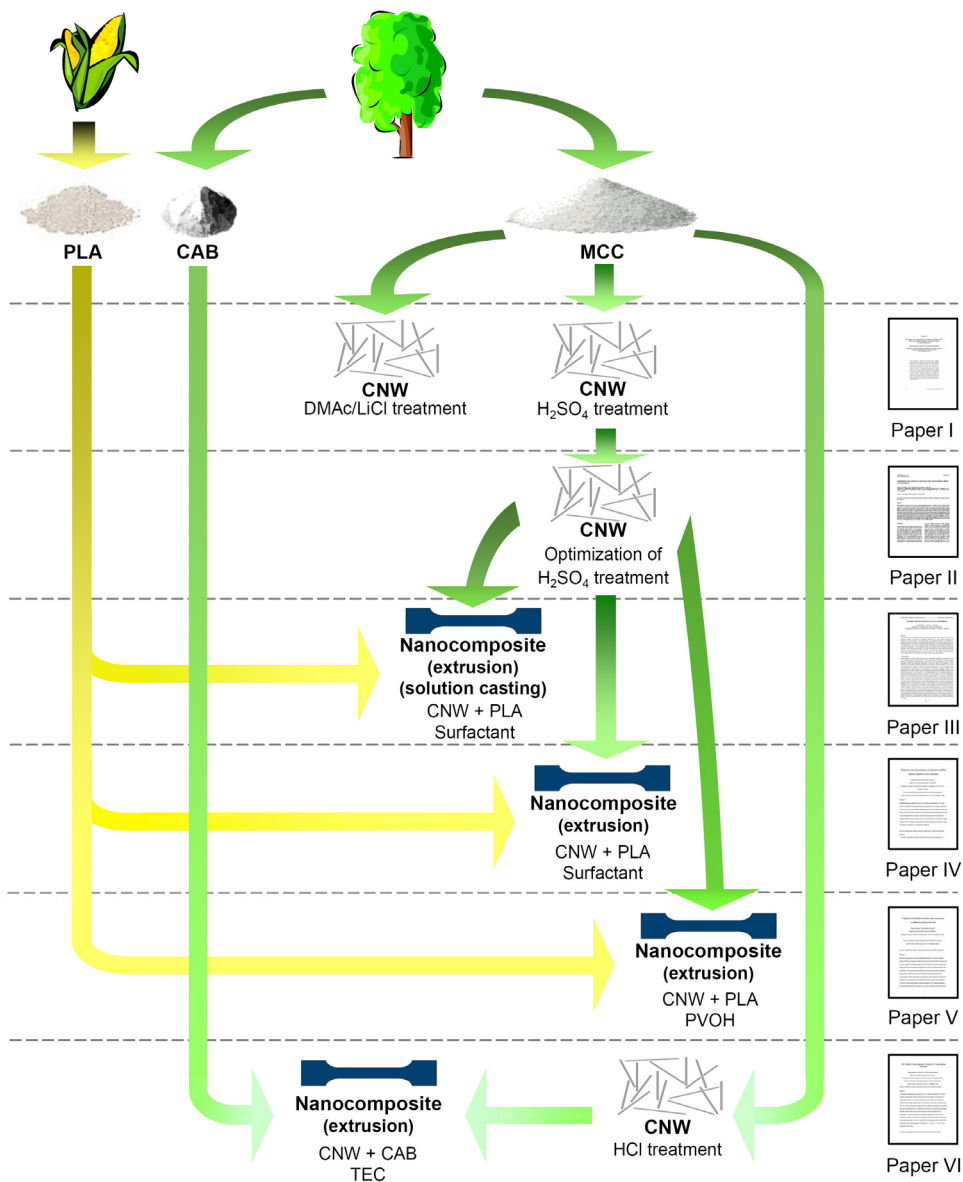 PLA
CAB
MCC
CNW
DMAc/LiCl treatment
CNW
H₂SO₄ treatment
Paper I
CNW
Optimization of
H₂SO₄ treatment
Paper II
Nanocomposite
(extrusion)
(solution casting)
CNW + PLA
Surfactant
Paper III
Nanocomposite
(extrusion)
CNW + PLA
Surfactant
Paper IV
Nanocomposite
(extrusion)
CNW + PLA
PVOH
Paper V
Nanocomposite
(extrusion)
CNW + CAB
TEC
CNW
HCl treatment
Paper VI